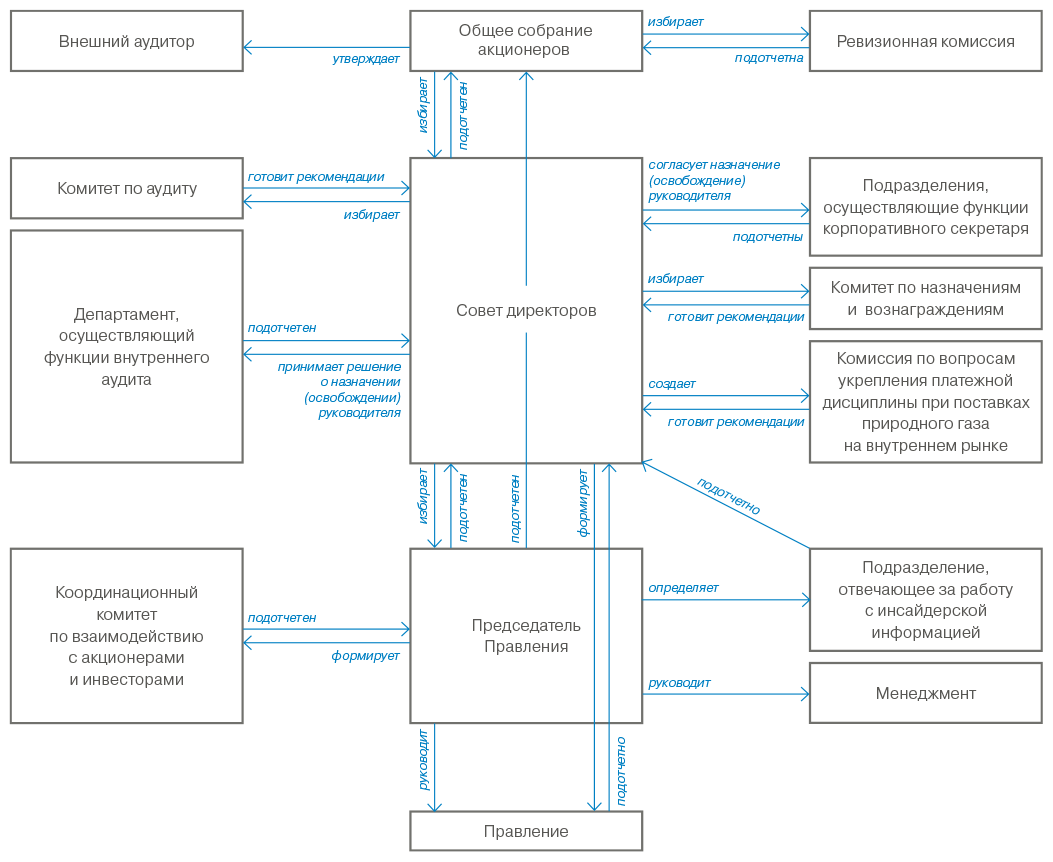 Внешний аудитор
Общее собрание
акционеров
Ревизионная комиссия
утверждает
избирает
подотчетна
избирает
подотчетен
Комитет по аудиту
готовит рекомендации
избирает
Департамент,
осуществляющий
функции внутреннего
аудита
подотчетен
принимает решение
о назначении
(освобождении)
руководителя
Совет директоров
согласует назначение
(освобождение)
руководителя
подотчетны
Подразделения,
осуществляющие функции
корпоративного секретаря
избирает
готовит рекомендации
Комитет по назначениям
и вознаграждениям
создает
готовит рекомендации
Комиссия по вопросам
укрепления платежной
дисциплины при поставках
природного газа
на внутреннем рынке
избирает
подотчетен
подотчетен
формирует
подотчетно
Координационный
комитет
по взаимодействию
с акционерами
и инвесторами
подотчетен
формирует
Председатель
Правления
определяет
Подразделение,
отвечающее за работу
с инсайдерской
информацией
руководит
Менеджмент
руководит
подотчетно
Правление